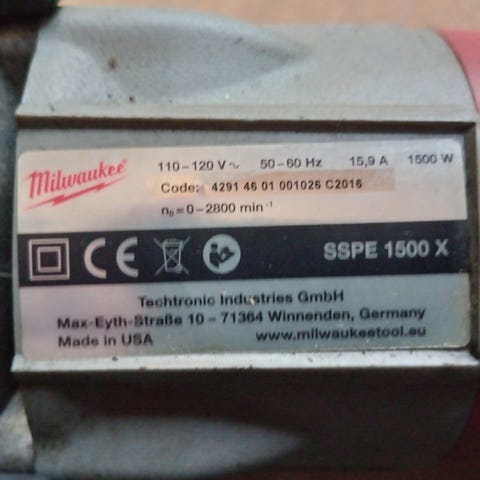 Milwaukee
110–120 V ~ 50–60 Hz 15,9 A 1500 W
Code: 4291 46 01 001026 C2016
n₀ = 0–2800 min⁻¹
CE
SSPE 1500 X
Techtronic Industries GmbH
Max-Eyth-Straße 10 – 71364 Winnenden, Germany
Made in USA www.milwaukeetool.eu